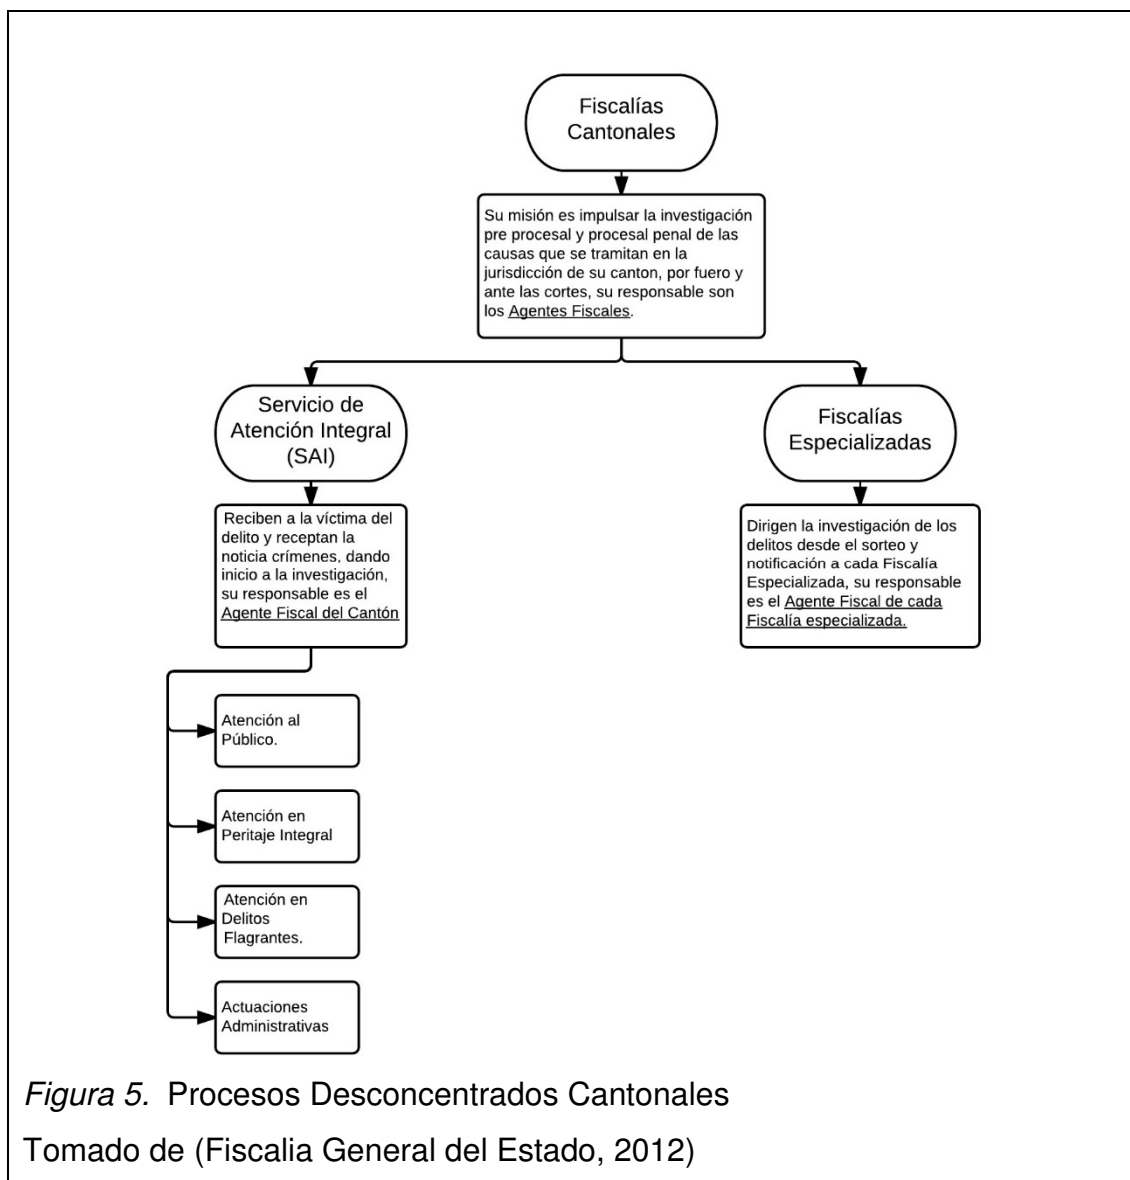 Fiscalías
Cantonales
Su misión es impulsar la investigación
pre procesal y procesal penal de las
causas que se tramitan en la
jurisdicción de su canton, por fuero y
ante las cortes, su responsable son
los Agentes Fiscales.
Servicio de
Atención Integral
(SAI)
Fiscalías
Especializadas
Reciben a la víctima del
delito y receptan la
noticia crímenes, dando
inicio a la investigación,
su responsable es el
Agente Fiscal del Cantón
Dirigen la investigación de los
delitos desde el sorteo y
notificación a cada Fiscalía
Especializada, su responsable
es el Agente Fiscal de cada
Fiscalía especializada.
Atención al
Público.
Atención en
Peritaje Integral
Atención en
Delitos
Flagrantes.
Actuaciones
Administrativas
Figura 5. Procesos Desconcentrados Cantonales
Tomado de (Fiscalia General del Estado, 2012)